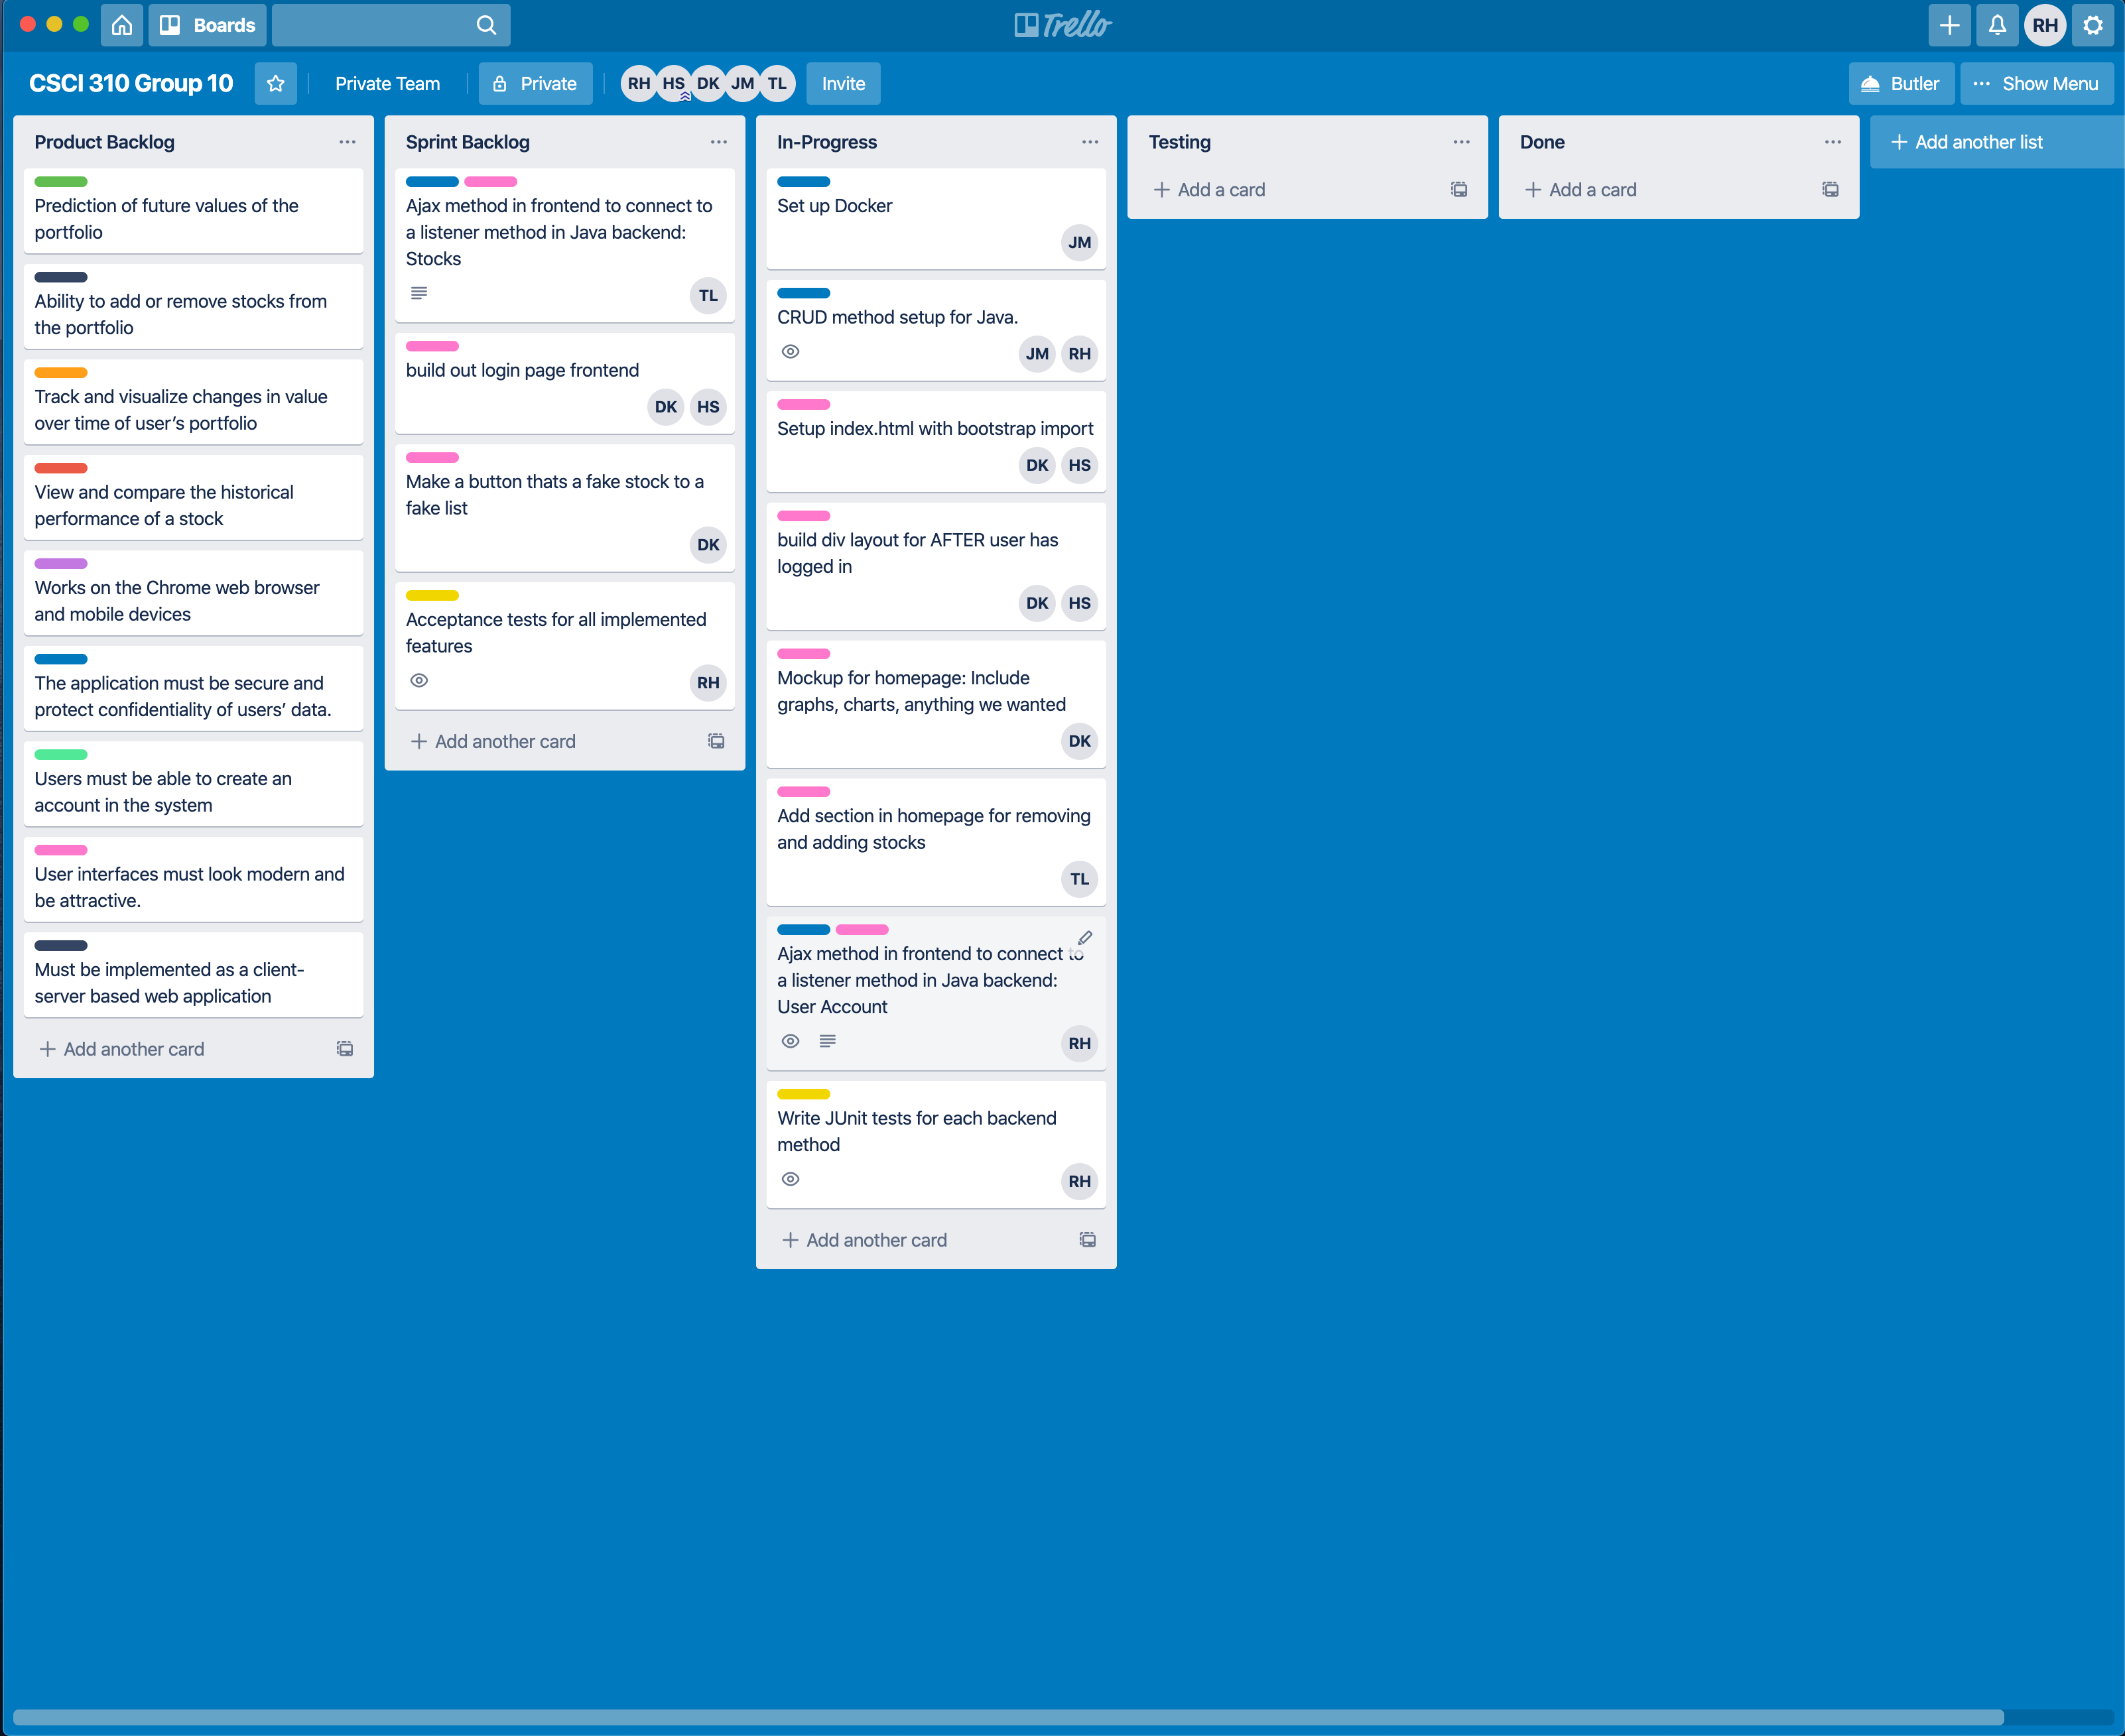 Boards
Trello
RH
CSCI 310 Group 10
Private Team
Private
RH HS DK JM TL
Invite
Butler
Show Menu
Product Backlog
Prediction of future values of the
portfolio
Ability to add or remove stocks from
the portfolio
Track and visualize changes in value
over time of user’s portfolio
View and compare the historical
performance of a stock
Works on the Chrome web browser
and mobile devices
The application must be secure and
protect confidentiality of users’ data.
Users must be able to create an
account in the system
User interfaces must look modern and
be attractive.
Must be implemented as a client-
server based web application
+ Add another card
Sprint Backlog
Ajax method in frontend to connect to
a listener method in Java backend:
Stocks
TL
build out login page frontend
DK HS
Make a button thats a fake stock to a
fake list
DK
Acceptance tests for all implemented
features
RH
+ Add another card
In-Progress
Set up Docker
JM
CRUD method setup for Java.
JM RH
Setup index.html with bootstrap import
DK HS
build div layout for AFTER user has
logged in
DK HS
Mockup for homepage: Include
graphs, charts, anything we wanted
DK
Add section in homepage for removing
and adding stocks
TL
Ajax method in frontend to connect to
a listener method in Java backend:
User Account
RH
Write JUnit tests for each backend
method
RH
+ Add another card
Testing
+ Add a card
Done
+ Add a card
+ Add another list